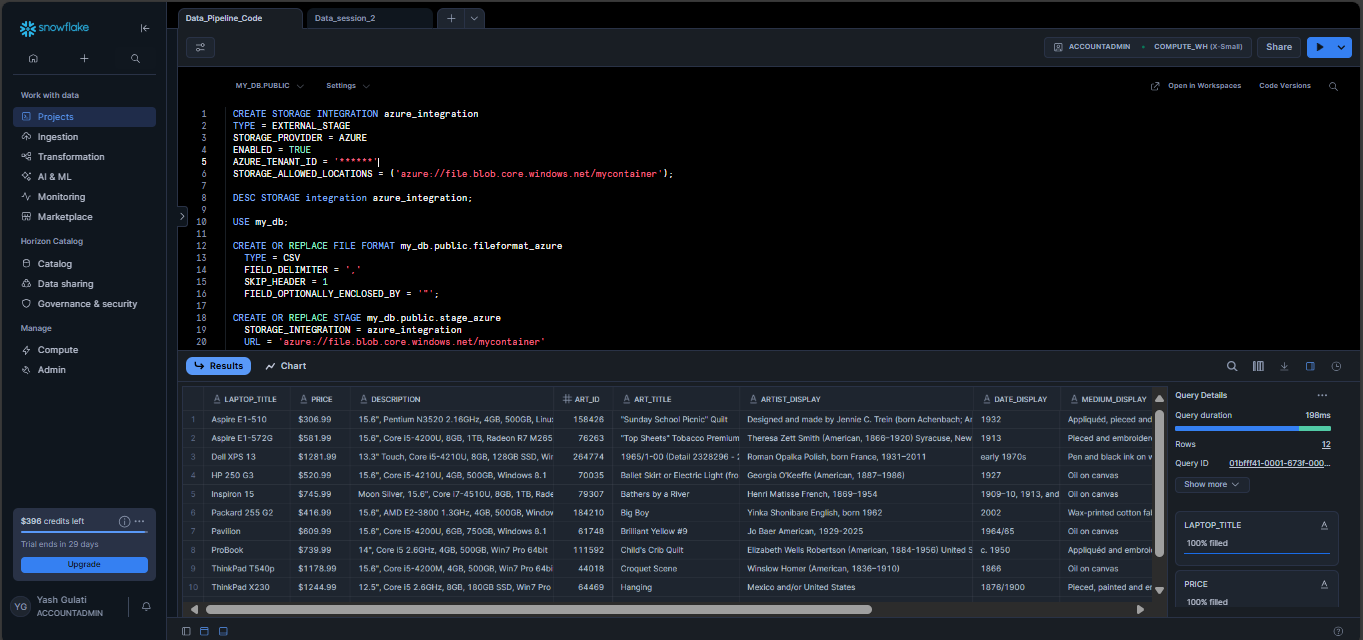 snowflake
Work with data
Projects
Ingestion
Transformation
AI & ML
Monitoring
Marketplace
Horizon Catalog
Catalog
Data sharing
Governance & security
Manage
Compute
Admin
$396 credits left
Trial ends in 29 days
Upgrade
YG
Yash Gulati
ACCOUNTADMIN
Data_Pipeline_Code
Data_session_2
ACCOUNTADMIN COMPUTE_WH (X-Small)
Share
MY_DB.PUBLIC Settings
Open in Workspaces Code Versions
1 CREATE STORAGE INTEGRATION azure_integration
2 TYPE = EXTERNAL_STAGE
3 STORAGE_PROVIDER = AZURE
4 ENABLED = TRUE
5 AZURE_TENANT_ID = '******'
6 STORAGE_ALLOWED_LOCATIONS = ('azure://file.blob.core.windows.net/mycontainer');
7
8 DESC STORAGE integration azure_integration;
9
10 USE my_db;
11
12 CREATE OR REPLACE FILE FORMAT my_db.public.fileformat_azure
13 TYPE = CSV
14 FIELD_DELIMITER = ','
15 SKIP_HEADER = 1
16 FIELD_OPTIONALLY_ENCLOSED_BY = '"';
17
18 CREATE OR REPLACE STAGE my_db.public.stage_azure
19 STORAGE_INTEGRATION = azure_integration
20 URL = 'azure://file.blob.core.windows.net/mycontainer'
Results Chart
LAPTOP_TITLE PRICE DESCRIPTION ART_ID ART_TITLE ARTIST_DISPLAY DATE_DISPLAY MEDIUM_DISPLAY
1 Aspire E1-510 $306.99 15.6", Pentium N3520 2.16GHz, 4GB, 500GB, Linu 158426 "Sunday School Picnic" Quilt Designed and made by Jennie C. Trein (born Achenbach; Ar 1932 Appliquéd, pieced and
2 Aspire E1-572G $581.99 15.6", Core i5-4200U, 8GB, 1TB, Radeon R7 M265 76263 "Top Sheets" Tobacco Premium Theresa Zett Smith (American, 1866–1920) Syracuse, New 1913 Pieced and embroidere
3 Dell XPS 13 $1281.99 13.3" Touch, Core i5-4210U, 8GB, 128GB SSD, Wir 264774 1965/1-00 (Detail 2328296 - 2 Roman Opalka Polish, born France, 1931–2011 early 1970s Pen and black ink on w
4 HP 250 G3 $520.99 15.6", Core i5-4210U, 4GB, 500GB, Windows 8.1 70035 Ballet Skirt or Electric Light (fro Georgia O'Keeffe (American, 1887–1986) 1927 Oil on canvas
5 Inspiron 15 $745.99 Moon Silver, 15.6", Core i7-4510U, 8GB, 1TB, Rade 79307 Bathers by a River Henri Matisse French, 1869–1954 1909–10, 1913, and Oil on canvas
6 Packard 255 G2 $416.99 15.6", AMD E2-3800 1.3GHz, 4GB, 500GB, Window 184210 Big Boy Yinka Shonibare English, born 1962 2002 Wax-printed cotton fal
7 Pavilion $609.99 15.6", Core i5-4200U, 6GB, 750GB, Windows 8.1 61748 Brilliant Yellow #9 Jo Baer American, 1929-2025 1964/65 Oil on canvas
8 ProBook $739.99 14", Core i5 2.6GHz, 4GB, 500GB, Win7 Pro 64bit 111592 Child's Crib Quilt Elizabeth Wells Robertson (American, 1884-1956) United S c. 1950 Appliquéd and embroid
9 ThinkPad T540p $1178.99 15.6", Core i5-4200M, 4GB, 500GB, Win7 Pro 64bi 44018 Croquet Scene Winslow Homer (American, 1836–1910) 1866 Oil on canvas
10 ThinkPad X230 $1244.99 12.5", Core i5 2.6GHz, 8GB, 180GB SSD, Win7 Pro 64469 Hanging Mexico and/or United States 1876/1900 Pieced, painted and er
Query Details
Query duration 198ms
Rows 12
Query ID 01bfff41-0001-673f-000...
Show more
LAPTOP_TITLE
100% filled
PRICE
100% filled